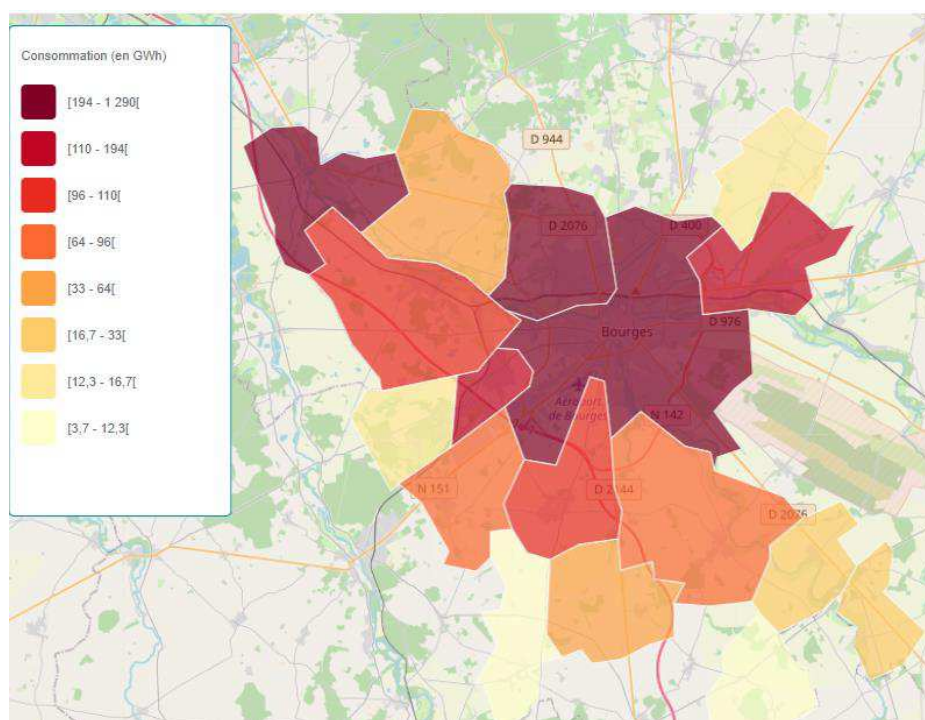 Consommation (en GWh)
[194 - 1 290[
[110 - 194[
[96 - 110[
[64 - 96[
[33 - 64[
[16,7 - 33[
[12,3 - 16,7[
[3,7 - 12,3[
D 944
D 2076
D 400
D 976
Bourges
Aéroport
de Bourges
N 142
N 151
D 2144
D 2076